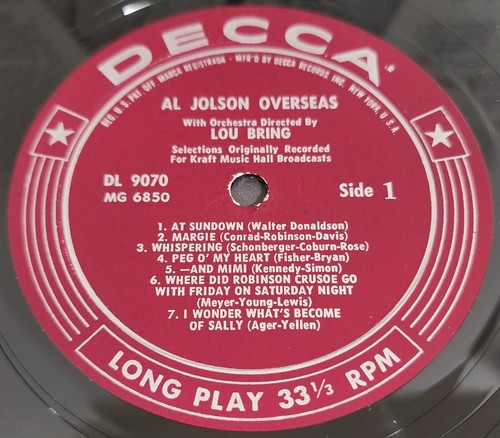 DECCA®
REG. U.S. PAT. OFF. MARCA REGISTRADA - MFR'D BY DECCA RECORDS, INC., NEW YORK, U.S.A.
AL JOLSON OVERSEAS
With Orchestra Directed By
LOU BRING
Selections Originally Recorded
For Kraft Music Hall Broadcasts
DL 9070
MG 6850
Side 1
1. AT SUNDOWN (Walter Donaldson)
2. MARGIE (Conrad-Robinson-Davis)
3. WHISPERING (Schonberger-Coburn-Rose)
4. PEG O' MY HEART (Fisher-Bryan)
5. —AND MIMI (Kennedy-Simon)
6. WHERE DID ROBINSON CRUSOE GO
WITH FRIDAY ON SATURDAY NIGHT
(Meyer-Young-Lewis)
7. I WONDER WHAT'S BECOME
OF SALLY (Ager-Yellen)
LONG PLAY 33⅓ RPM